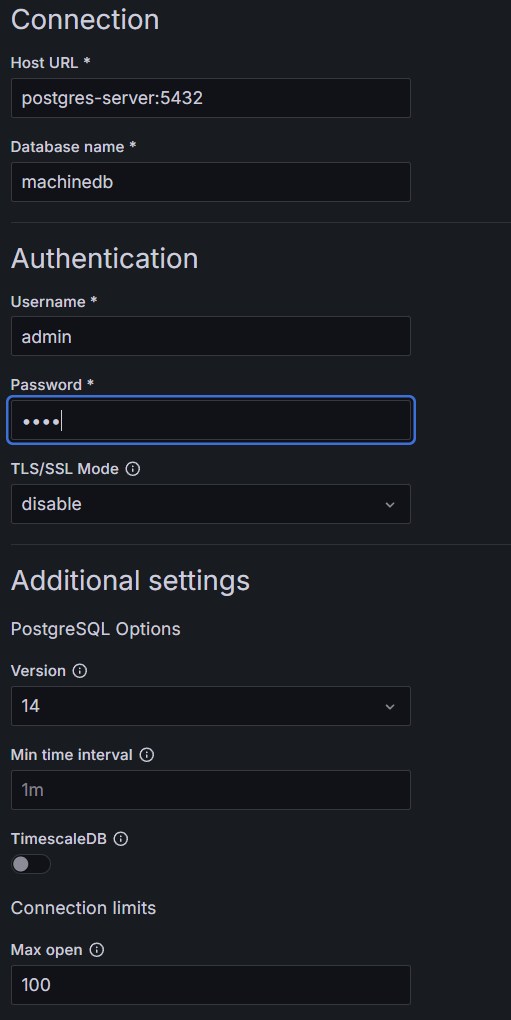 Connection
Host URL *
postgres-server:5432
Database name *
machinedb
Authentication
Username *
admin
Password *
••••
TLS/SSL Mode
disable
Additional settings
PostgreSQL Options
Version
14
Min time interval
1m
TimescaleDB
Connection limits
Max open
100